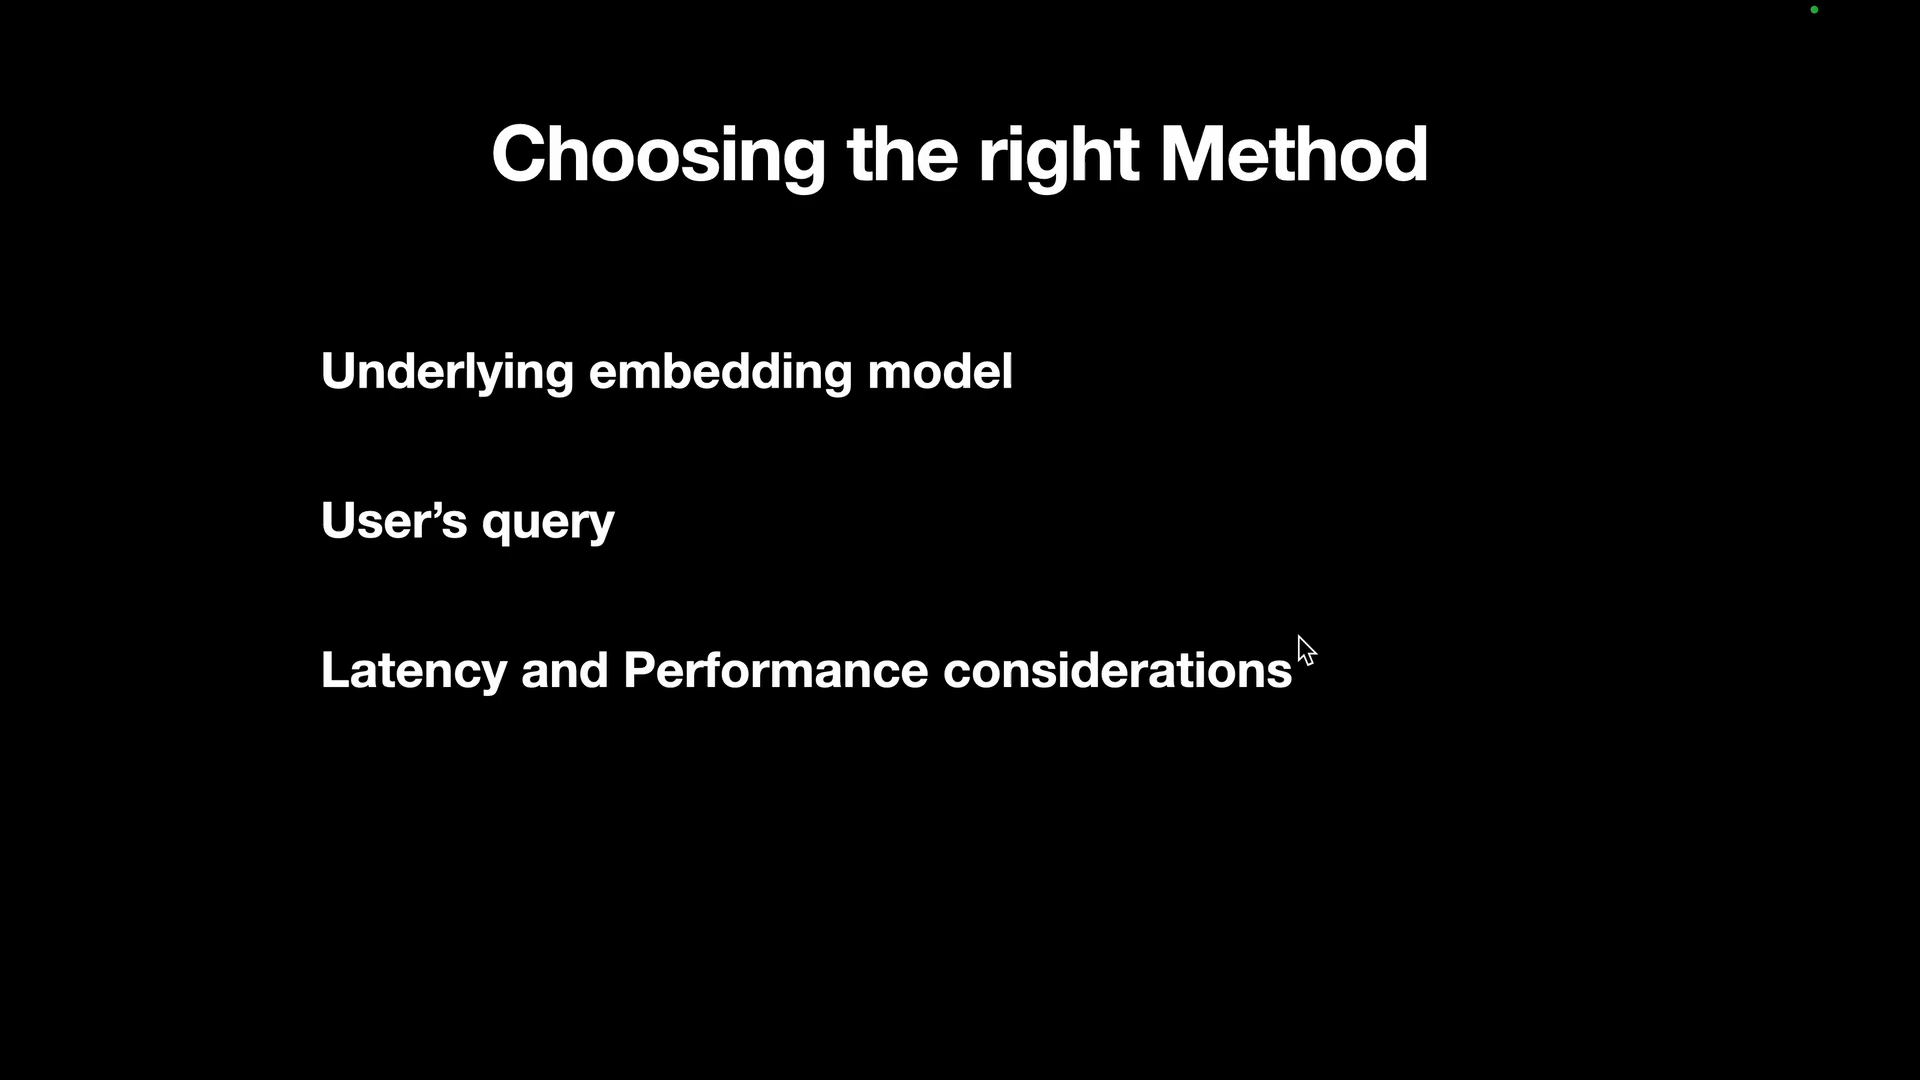 Choosing the right Method
Underlying embedding model
User’s query
Latency and Performance considerations